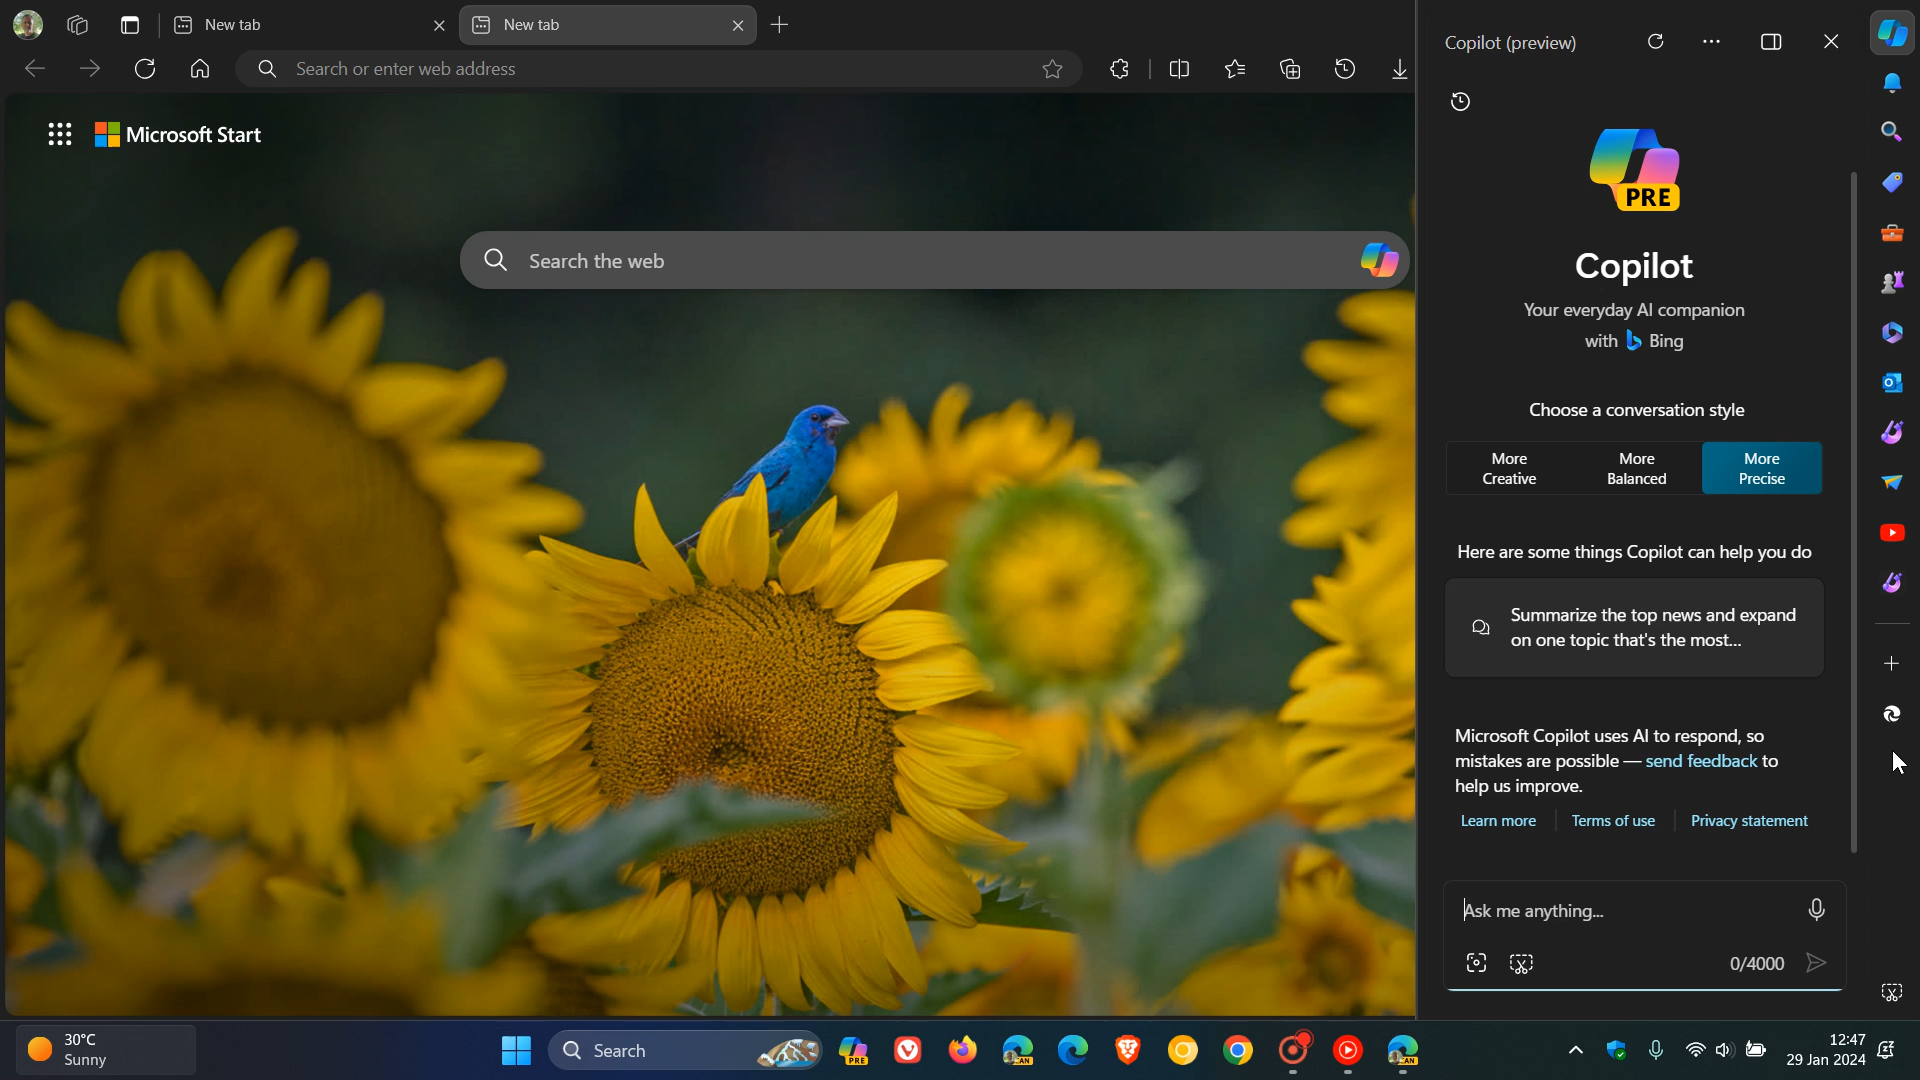 New tab
New tab
Search or enter web address
Microsoft Start
Search the web
Copilot (preview)
PRE
Copilot
Your everyday AI companion
with Bing
Choose a conversation style
More Creative
More Balanced
More Precise
Here are some things Copilot can help you do
Summarize the top news and expand
on one topic that's the most...
Microsoft Copilot uses AI to respond, so
mistakes are possible — send feedback to
help us improve.
Learn more
Terms of use
Privacy statement
Ask me anything...
0/4000
30°C
Sunny
Search
PRE
CAN
CAN
12:47
29 Jan 2024